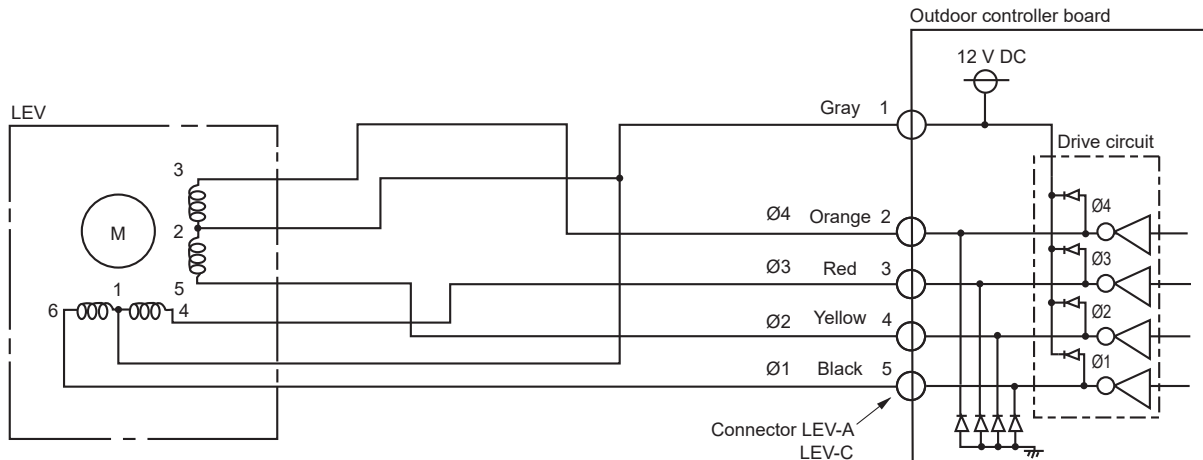 Outdoor controller board
12 V DC
LEV
Gray 1
Drive circuit
3
Ø4 Orange 2
Ø4
M
2
Ø3 Red 3
Ø3
5
1
6
4
Ø2 Yellow 4
Ø2
Ø1 Black 5
Ø1
Connector LEV-A
LEV-C